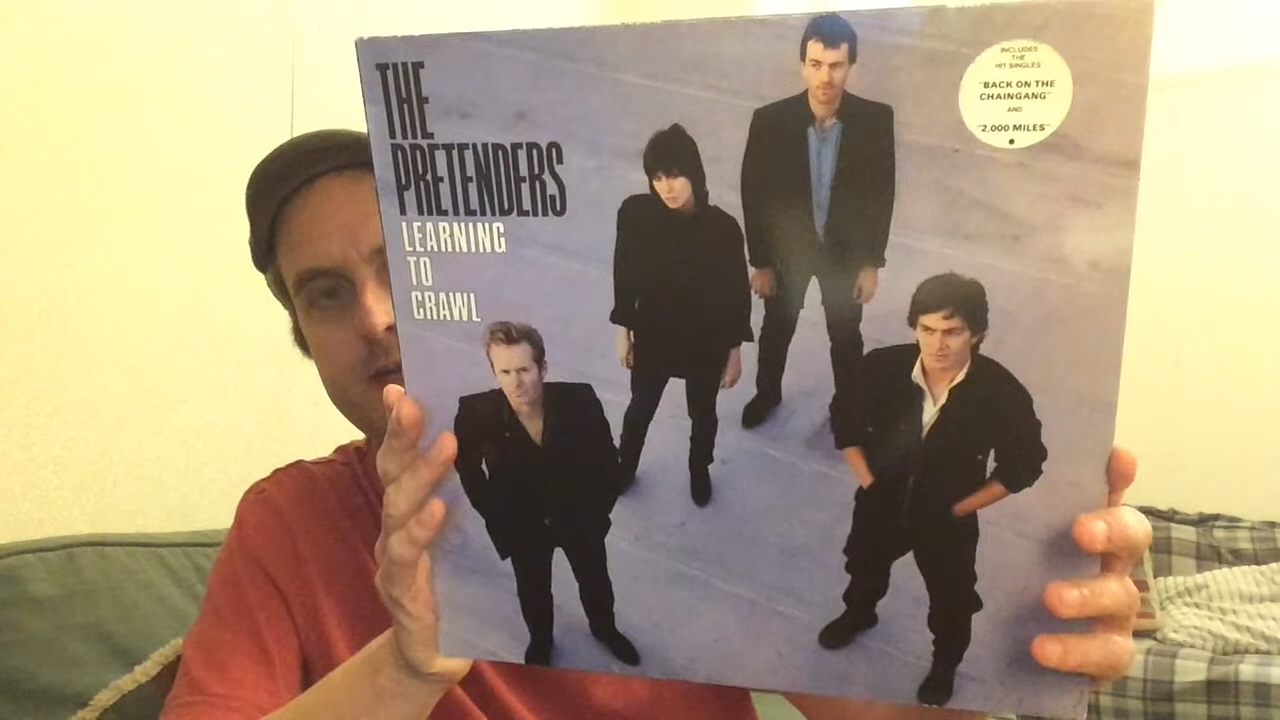 THE
PRETENDERS
LEARNING
TO
CRAWL
INCLUDES
THE
HIT SINGLES
"BACK ON THE
CHAINGANG"
AND
"2,000 MILES"